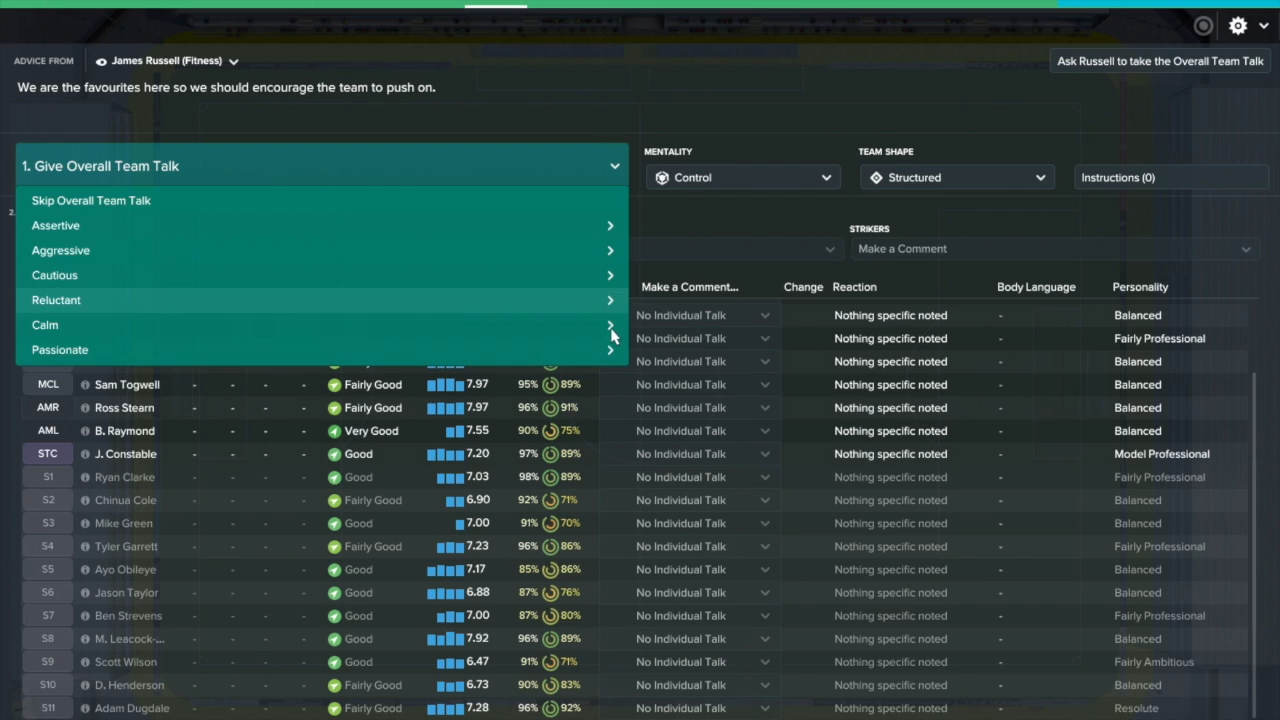 ADVICE FROM James Russell (Fitness) Ask Russell to take the Overall Team Talk
We are the favourites here so we should encourage the team to push on.
MENTALITY TEAM SHAPE
1. Give Overall Team Talk Control Structured Instructions (0)
Skip Overall Team Talk
2.
Assertive STRIKERS
Aggressive Make a Comment
Cautious Make a Comment... Change Reaction Body Language Personality
Reluctant No Individual Talk Nothing specific noted - Balanced
Calm No Individual Talk Nothing specific noted - Fairly Professional
Passionate No Individual Talk Nothing specific noted - Balanced
MCL Sam Togwell - - - - Fairly Good 7.97 95% 89% No Individual Talk Nothing specific noted - Balanced
AMR Ross Stearn - - - - Fairly Good 7.97 96% 91% No Individual Talk Nothing specific noted - Balanced
AML B. Raymond - - - - Very Good 7.55 90% 75% No Individual Talk Nothing specific noted - Balanced
STC J. Constable - - - - Good 7.20 97% 89% No Individual Talk Nothing specific noted - Model Professional
S1 Ryan Clarke - - - - Good 7.03 98% 89% No Individual Talk Nothing specific noted - Fairly Professional
S2 Chinua Cole - - - - Fairly Good 6.90 92% 71% No Individual Talk Nothing specific noted - Balanced
S3 Mike Green - - - - Good 7.00 91% 70% No Individual Talk Nothing specific noted - Balanced
S4 Tyler Garrett - - - - Fairly Good 7.23 96% 86% No Individual Talk Nothing specific noted - Fairly Professional
S5 Ayo Obileye - - - - Good 7.17 85% 86% No Individual Talk Nothing specific noted - Balanced
S6 Jason Taylor - - - - Good 6.88 87% 76% No Individual Talk Nothing specific noted - Balanced
S7 Ben Strevens - - - - Good 7.00 87% 80% No Individual Talk Nothing specific noted - Fairly Professional
S8 M. Leacock-... - - - - Good 7.92 96% 89% No Individual Talk Nothing specific noted - Balanced
S9 Scott Wilson - - - - Good 6.47 91% 71% No Individual Talk Nothing specific noted - Fairly Ambitious
S10 D. Henderson - - - - Fairly Good 6.73 90% 83% No Individual Talk Nothing specific noted - Balanced
S11 Adam Dugdale - - - - Fairly Good 7.28 96% 92% No Individual Talk Nothing specific noted - Resolute